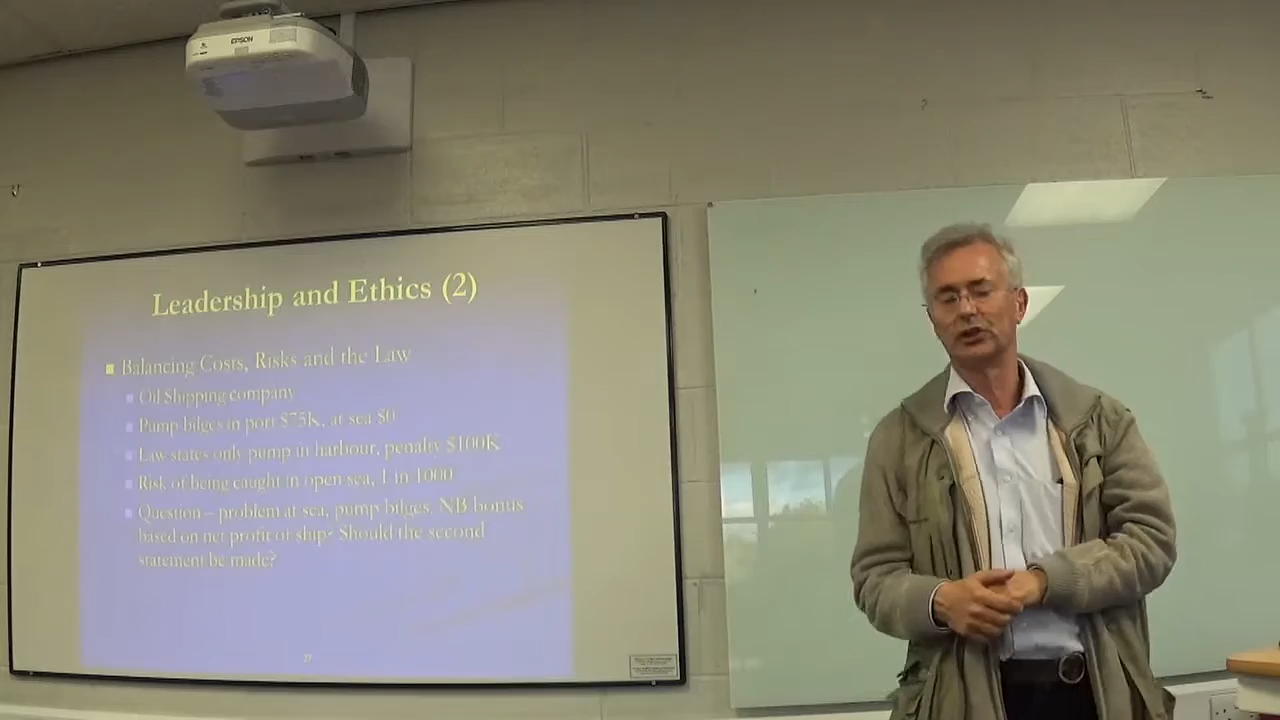 EPSON
Leadership and Ethics (2)
Balancing Costs, Risks and the Law
Oil Shipping company
Pump bilges in port $75K, at sea $0
Law states only pump in harbour, penalty $100K
Risk of being caught in open sea, 1 in 1000
Question – problem at sea, pump bilges. NB bonus
based on net profit of ship- Should the second
statement be made?
27